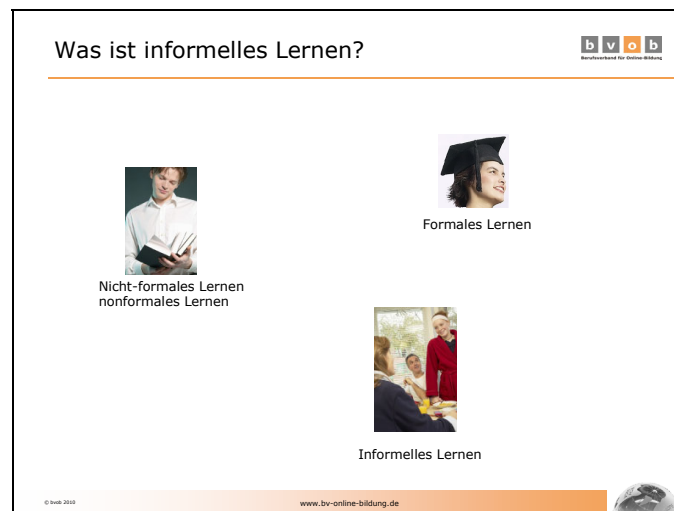 Was ist informelles Lernen?
b v o b
Berufsverband für Online-Bildung
Formales Lernen
Nicht-formales Lernen
nonformales Lernen
Informelles Lernen
© bvob 2010
www.bv-online-bildung.de